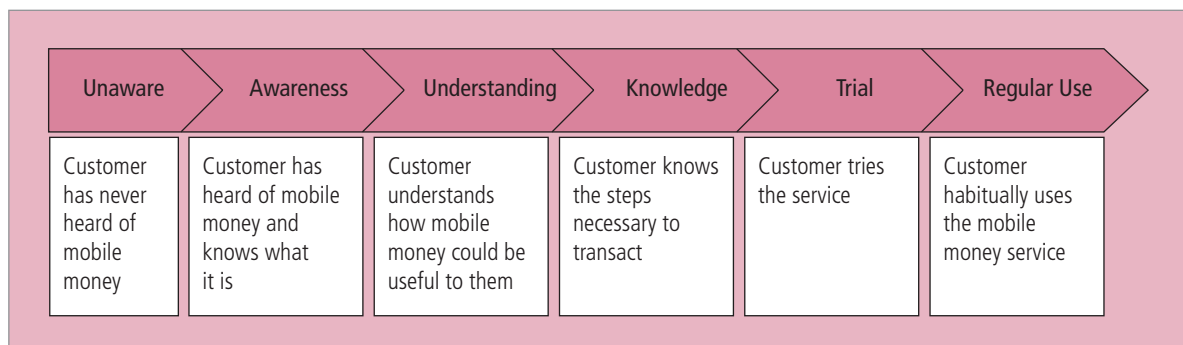 Unaware
Awareness
Understanding
Knowledge
Trial
Regular Use
Customer
has never
heard of
mobile
money
Customer has
heard of mobile
money and
knows what
it is
Customer
understands
how mobile
money could be
useful to them
Customer knows
the steps
necessary to
transact
Customer tries
the service
Customer
habitually uses
the mobile
money service